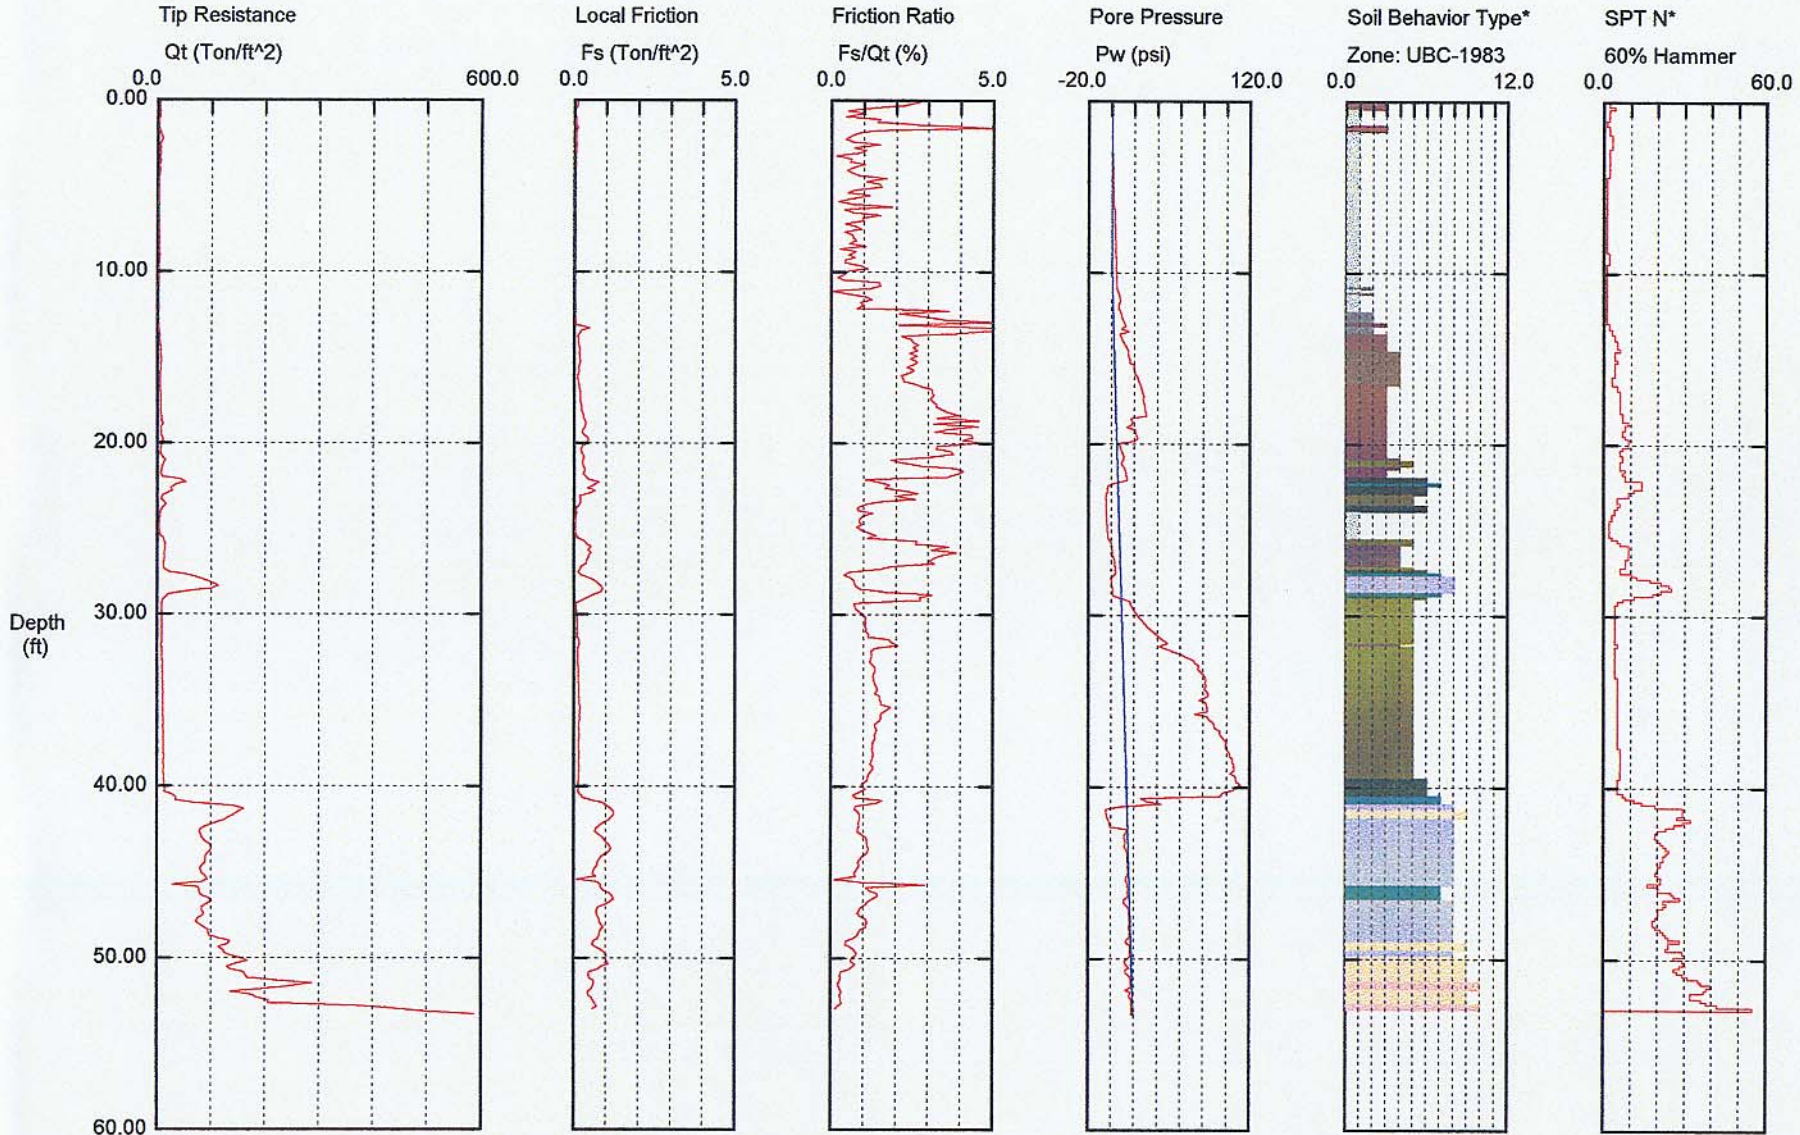 Tip Resistance Local Friction Friction Ratio Pore Pressure Soil Behavior Type* SPT N*
Qt (Ton/ft^2) Fs (Ton/ft^2) Fs/Qt (%) Pw (psi) Zone: UBC-1983 60% Hammer
0.0 600.0 0.0 5.0 0.0 5.0 -20.0 120.0 0.0 12.0 0.0 60.0
0.00
10.00
20.00
30.00
Depth
(ft)
40.00
50.00
60.00